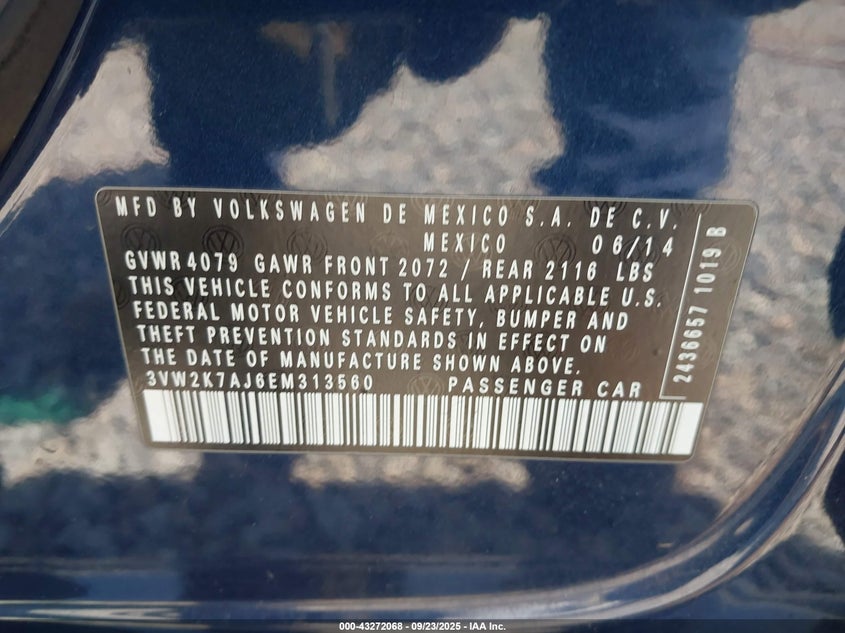 MFD BY VOLKSWAGEN DE MEXICO S.A. DE C.V.
MEXICO 06/14
GVWR 4079 GAWR FRONT 2072 / REAR 2116 LBS
THIS VEHICLE CONFORMS TO ALL APPLICABLE U.S.
FEDERAL MOTOR VEHICLE SAFETY, BUMPER AND
THEFT PREVENTION STANDARDS IN EFFECT ON
THE DATE OF MANUFACTURE SHOWN ABOVE.
3VW2K7AJ6EM313560 PASSENGER CAR
2436657 1019 B
000-43272068 - 09/23/2025 - IAA Inc.